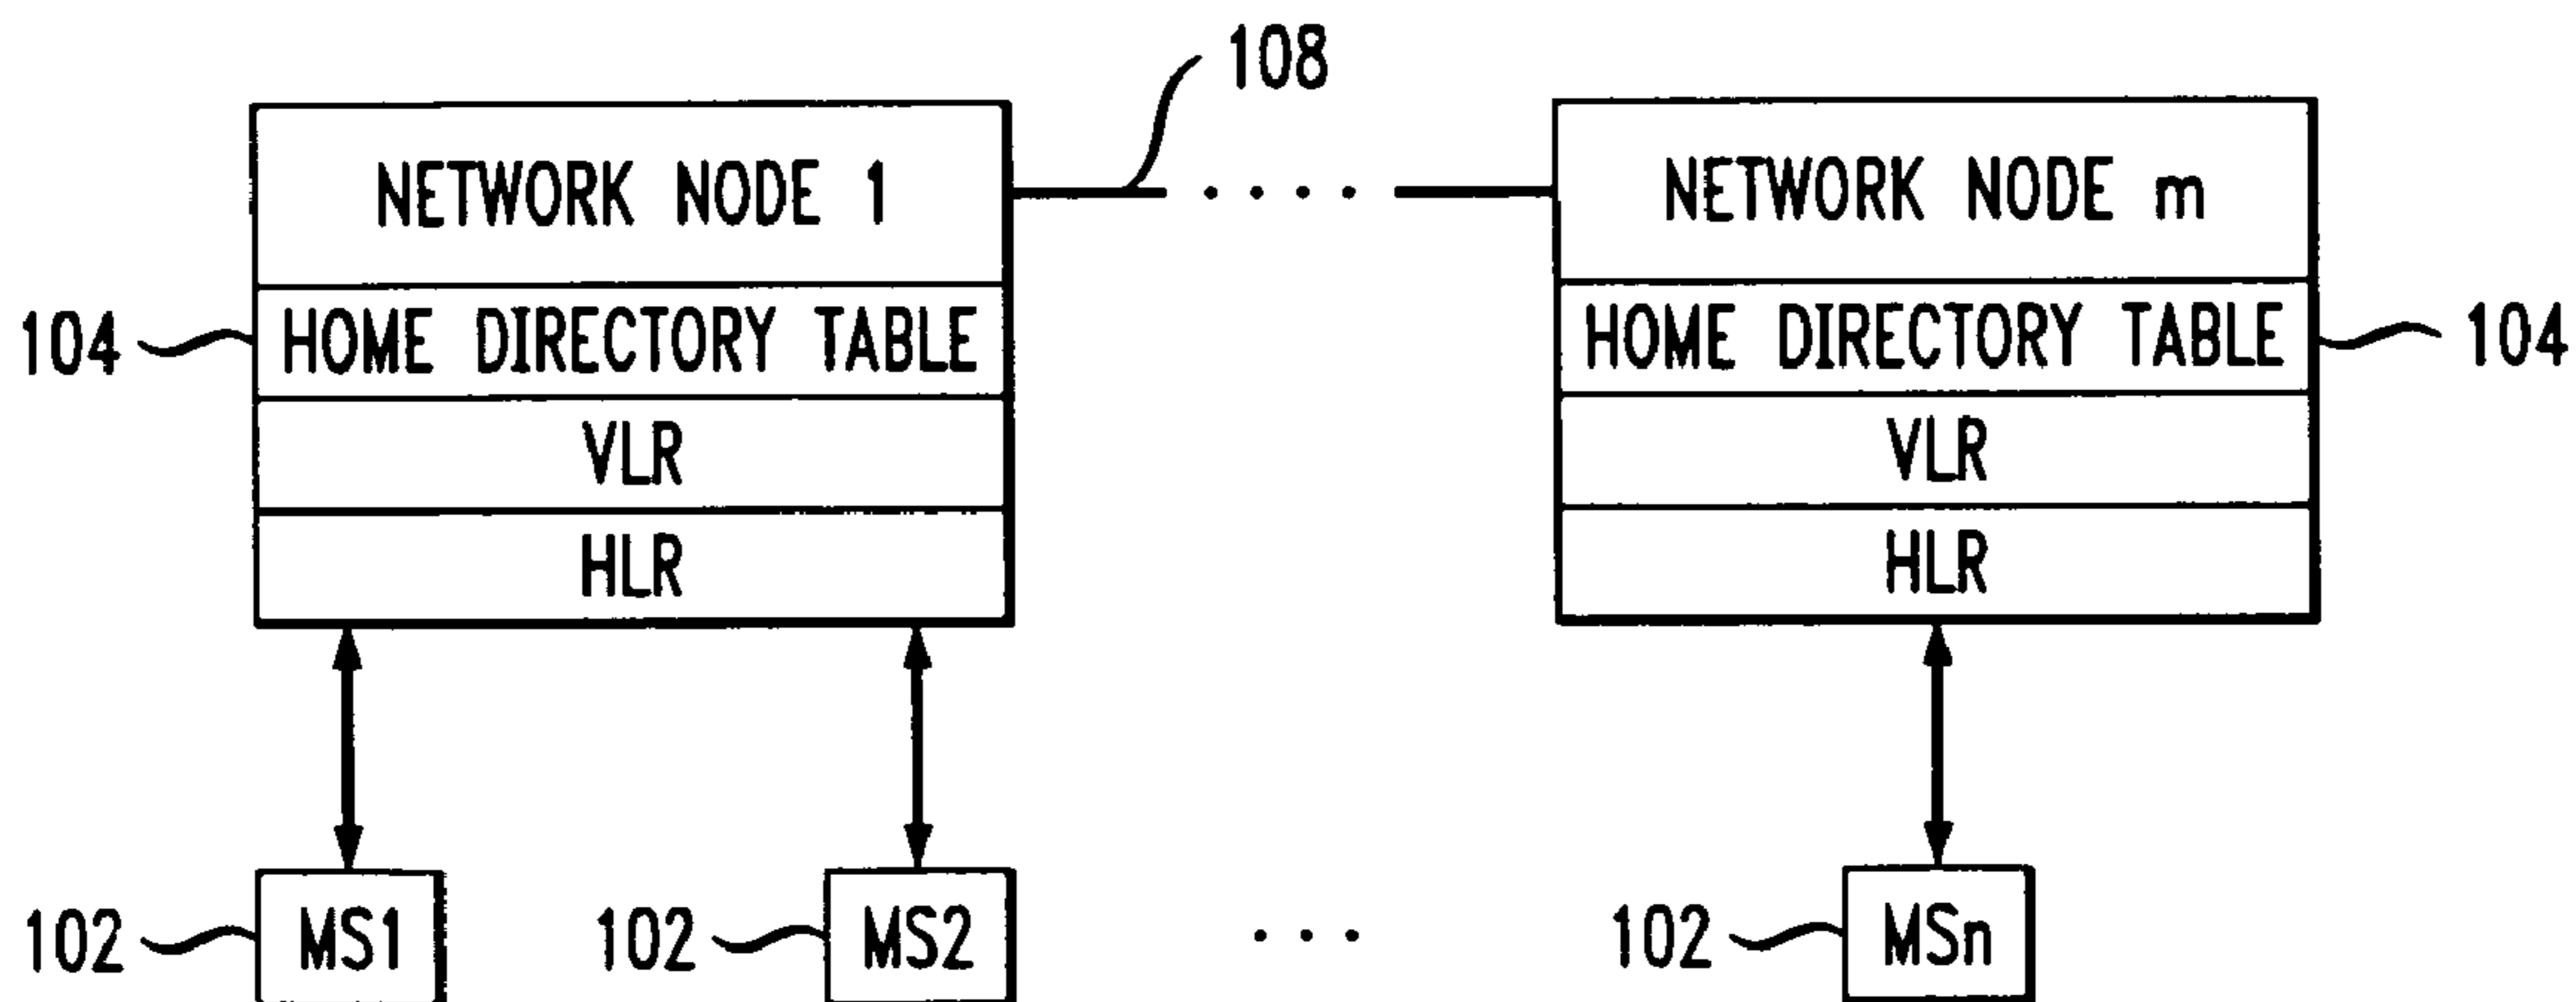 108
NETWORK NODE 1
NETWORK NODE m
104
HOME DIRECTORY TABLE
HOME DIRECTORY TABLE
104
VLR
VLR
HLR
HLR
102
MS1
102
MS2
102
MSn